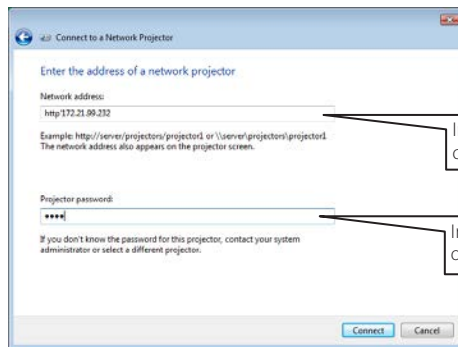 Connect to a Network Projector
Enter the address of a network projector
Network address:
http'172.21.99.232
Example: http://server/projectors/projector1 or \\server\projectors\projector1
The network address also appears on the projector screen.
Projector password:
••••
If you don't know the password for this projector, contact your system
administrator or select a different projector.
Connect
Cancel